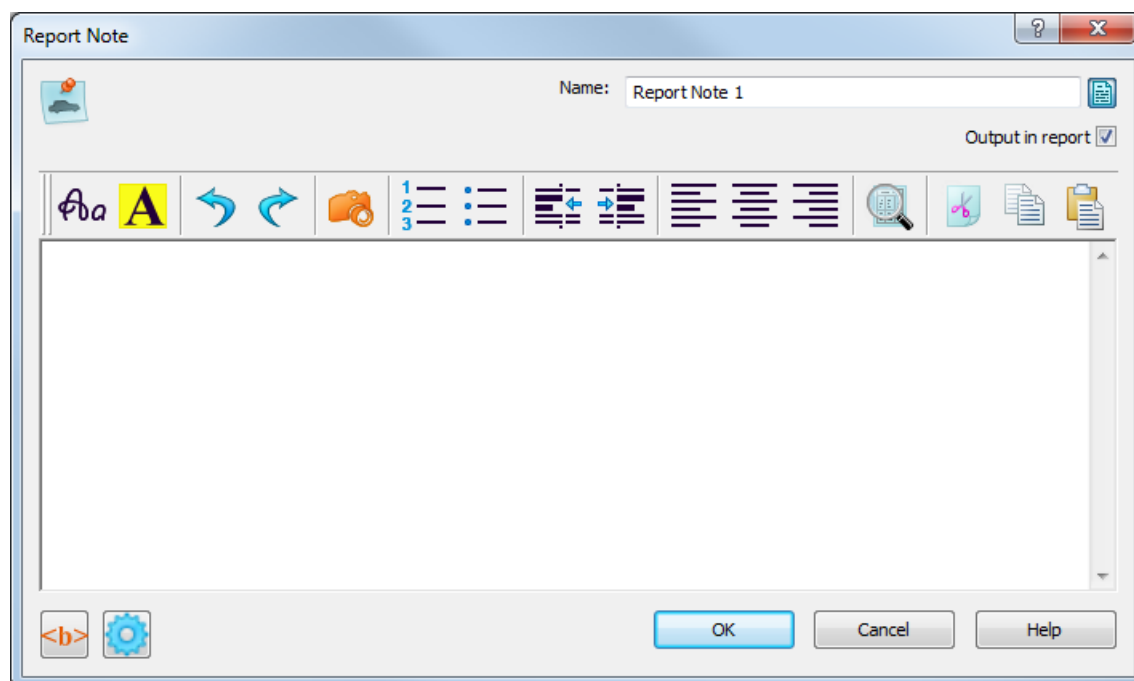 Report Note
Name: Report Note 1
Output in report
Aa A 1 2 3
<b>
OK Cancel Help